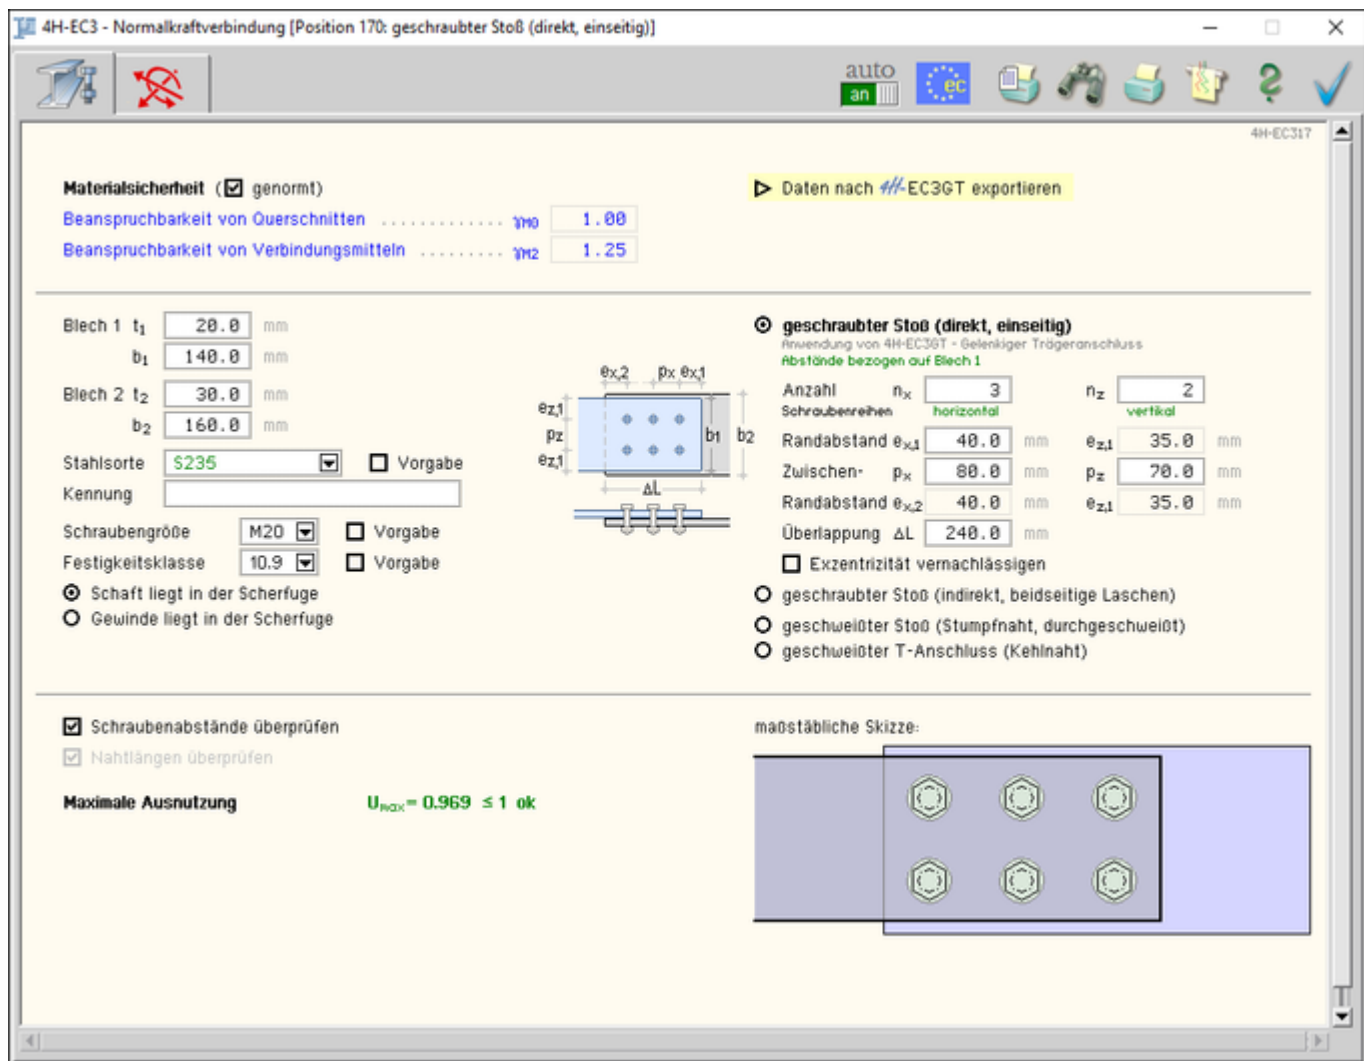 4H-EC3 - Normalkraftverbindung [Position 170: geschraubter Stoß (direkt, einseitig)]
auto
an
ec
4H-EC317
Materialsicherheit ( genormt)
Daten nach 4H-EC3GT exportieren
Beanspruchbarkeit von Querschnitten ............. γM0 1.00
Beanspruchbarkeit von Verbindungsmitteln ......... γM2 1.25
Blech 1 t1 20.0 mm
b1 140.0 mm
Blech 2 t2 30.0 mm
b2 160.0 mm
Stahlsorte S235 Vorgabe
Kennung
Schraubengröße M20 Vorgabe
Festigkeitsklasse 10.9 Vorgabe
Schaft liegt in der Scherfuge
Gewinde liegt in der Scherfuge
ex,2 px ex,1
ez,1
pz
ez,1
b1 b2
ΔL
geschraubter Stoß (direkt, einseitig)
Anwendung von 4H-EC3GT - Gelenkiger Trägeranschluss
Abstände bezogen auf Blech 1
Anzahl nx 3 nz 2
Schraubenreihen horizontal vertikal
Randabstand ex,1 40.0 mm ez,1 35.0 mm
Zwischen- px 80.0 mm pz 70.0 mm
Randabstand ex,2 40.0 mm ez,1 35.0 mm
Überlappung ΔL 240.0 mm
Exzentrizität vernachlässigen
geschraubter Stoß (indirekt, beidseitige Laschen)
geschweißter Stoß (Stumpfnaht, durchgeschweißt)
geschweißter T-Anschluss (Kehlnaht)
Schraubenabstände überprüfen
Nahtlängen überprüfen
Maximale Ausnutzung Umax = 0.969 ≤ 1 ok
maßstäbliche Skizze: